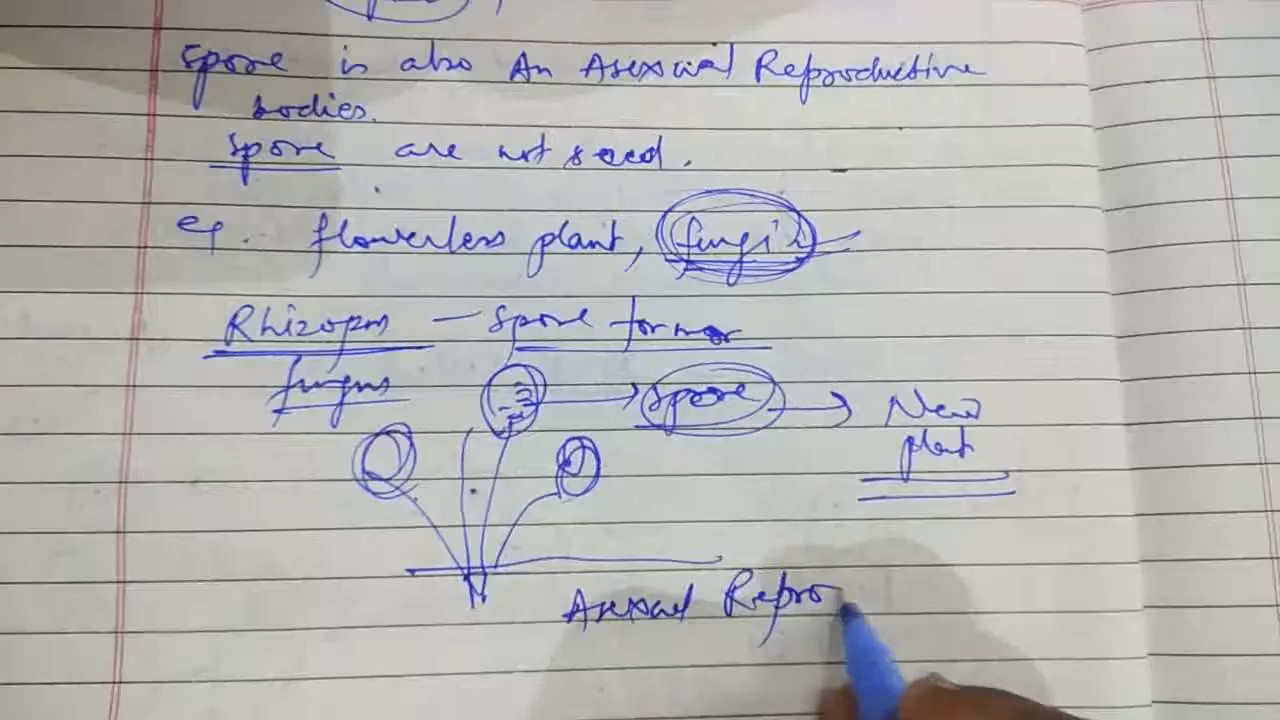 Spore is also An Asexual Reproductive
bodies.
Spore are not seed.
eg. flowerless plant, fungi
Rhizopus – Spore former
fungus
spore → New
plant
Asexual Repro